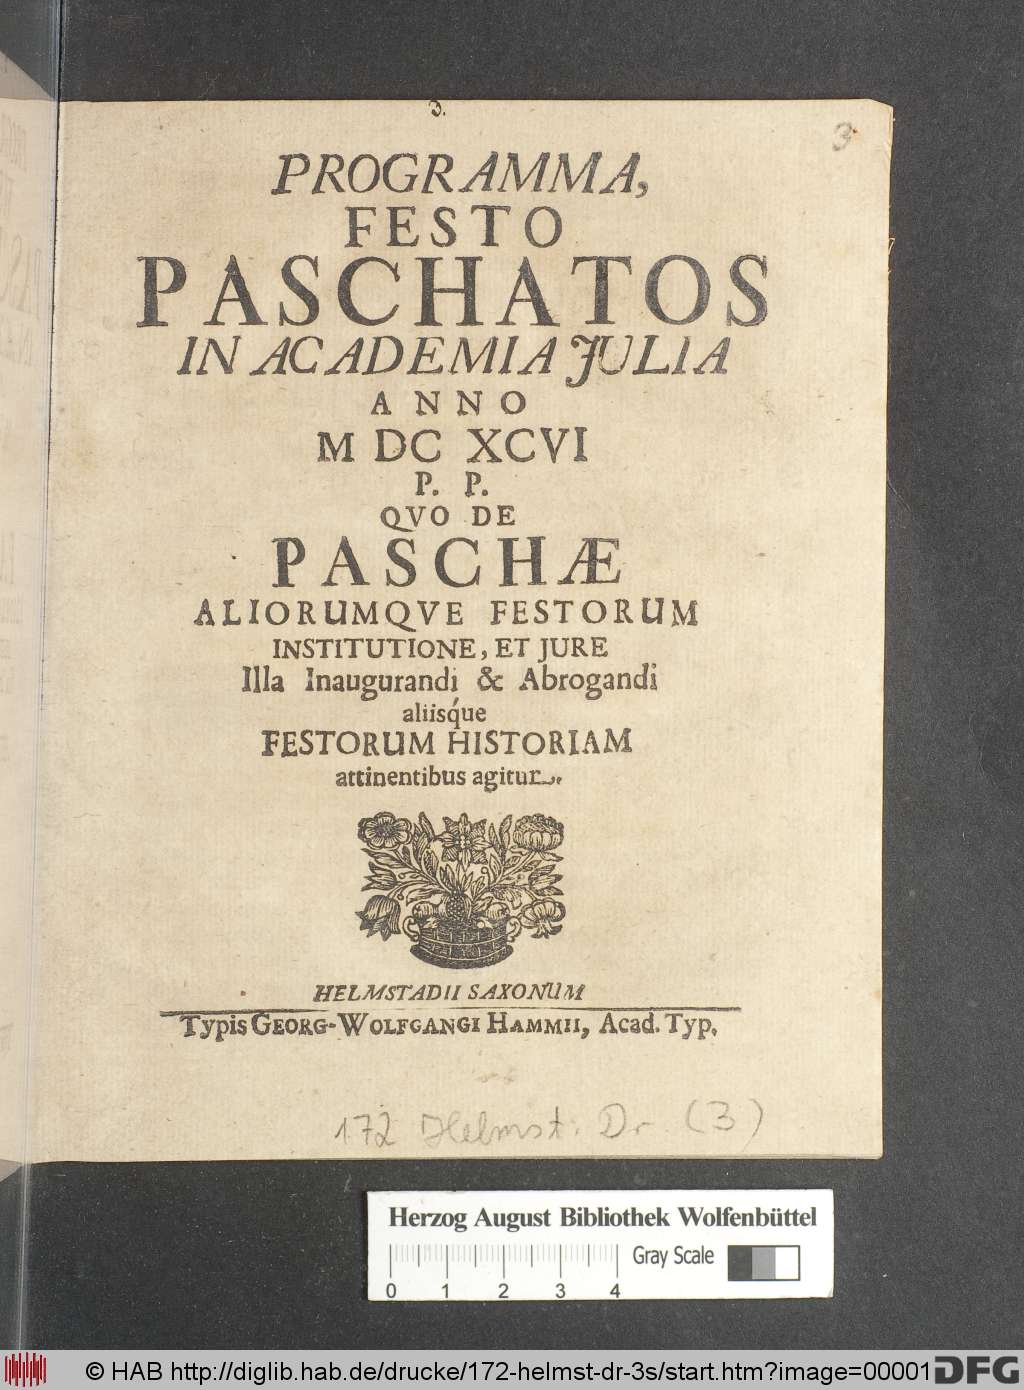 3.
3
PROGRAMMA,
FESTO
PASCHATOS
IN ACADEMIA JULIA
ANNO
M DC XCVI
P. P.
QVO DE
PASCHÆ
ALIORUMQVE FESTORUM
INSTITUTIONE, ET JURE
Illa Inaugurandi & Abrogandi
aliisq́ue
FESTORUM HISTORIAM
attinentibus agitur.
HELMSTADII SAXONUM
Typis GEORG-WOLFGANGI HAMMII, Acad. Typ.
172 Helmst. Dr. (3)
Herzog August Bibliothek Wolfenbüttel
Gray Scale
0 1 2 3 4
© HAB http://diglib.hab.de/drucke/172-helmst-dr-3s/start.htm?image=00001
DFG